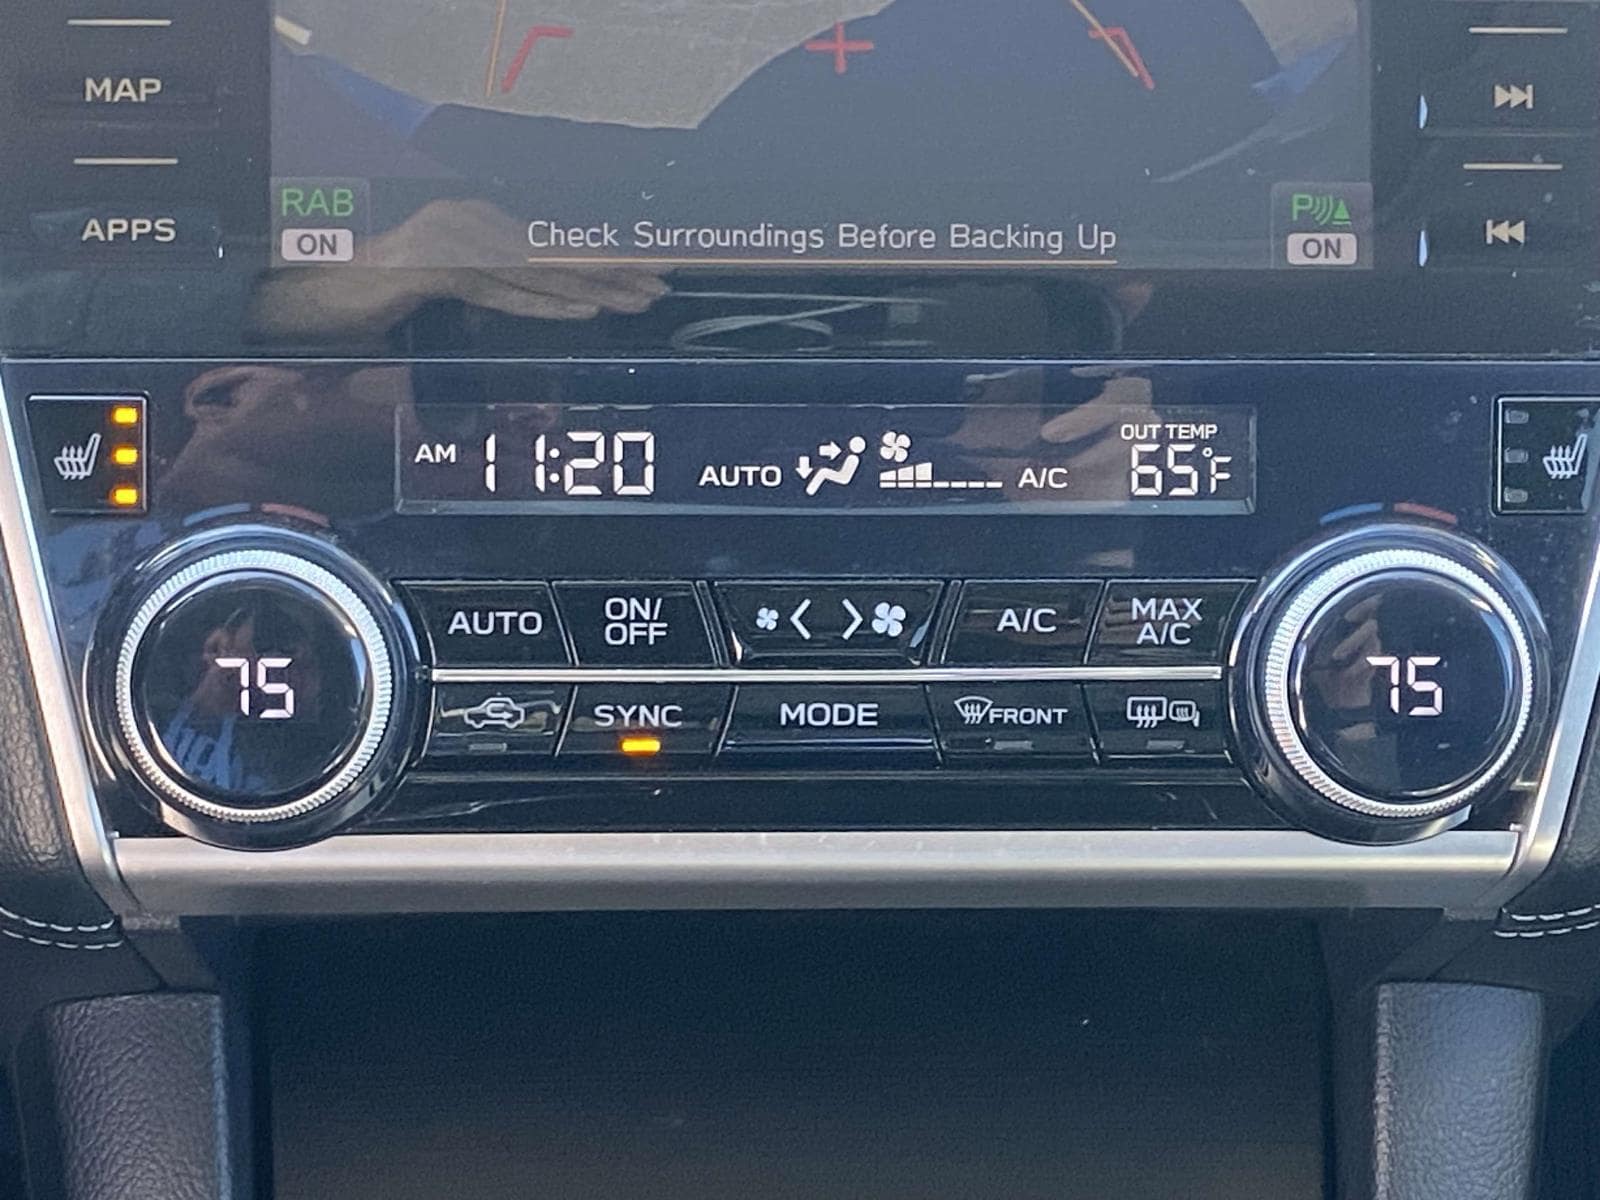 MAP
APPS
RAB
ON
Check Surroundings Before Backing Up
P
ON
AM 11:20 AUTO A/C OUT TEMP 65°F
75
AUTO ON/OFF A/C MAX A/C
SYNC MODE FRONT
75